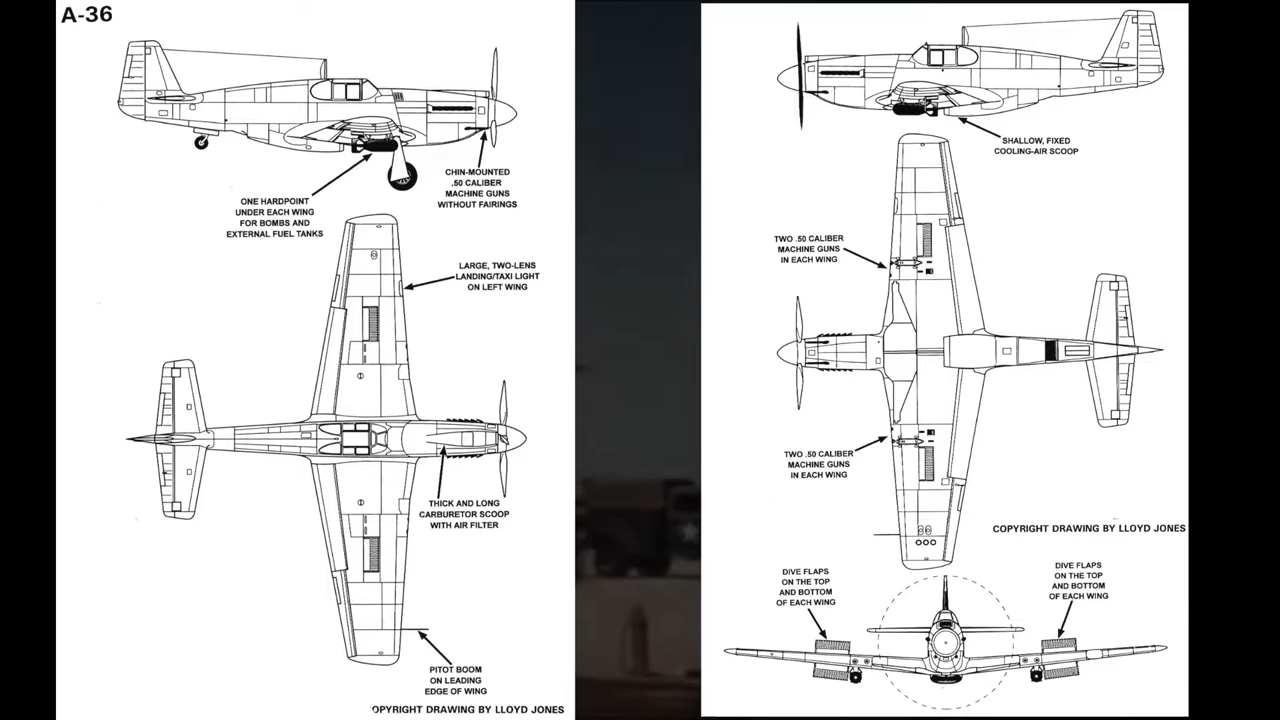 A-36
ONE HARDPOINT
UNDER EACH WING
FOR BOMBS AND
EXTERNAL FUEL TANKS
CHIN-MOUNTED
.50 CALIBER
MACHINE GUNS
WITHOUT FAIRINGS
LARGE, TWO-LENS
LANDING/TAXI LIGHT
ON LEFT WING
THICK AND LONG
CARBURETOR SCOOP
WITH AIR FILTER
PITOT BOOM
ON LEADING
EDGE OF WING
OPYRIGHT DRAWING BY LLOYD JONES
SHALLOW, FIXED
COOLING-AIR SCOOP
TWO .50 CALIBER
MACHINE GUNS
IN EACH WING
TWO .50 CALIBER
MACHINE GUNS
IN EACH WING
COPYRIGHT DRAWING BY LLOYD JONES
DIVE FLAPS
ON THE TOP
AND BOTTOM
OF EACH WING
DIVE FLAPS
ON THE TOP
AND BOTTOM
OF EACH WING